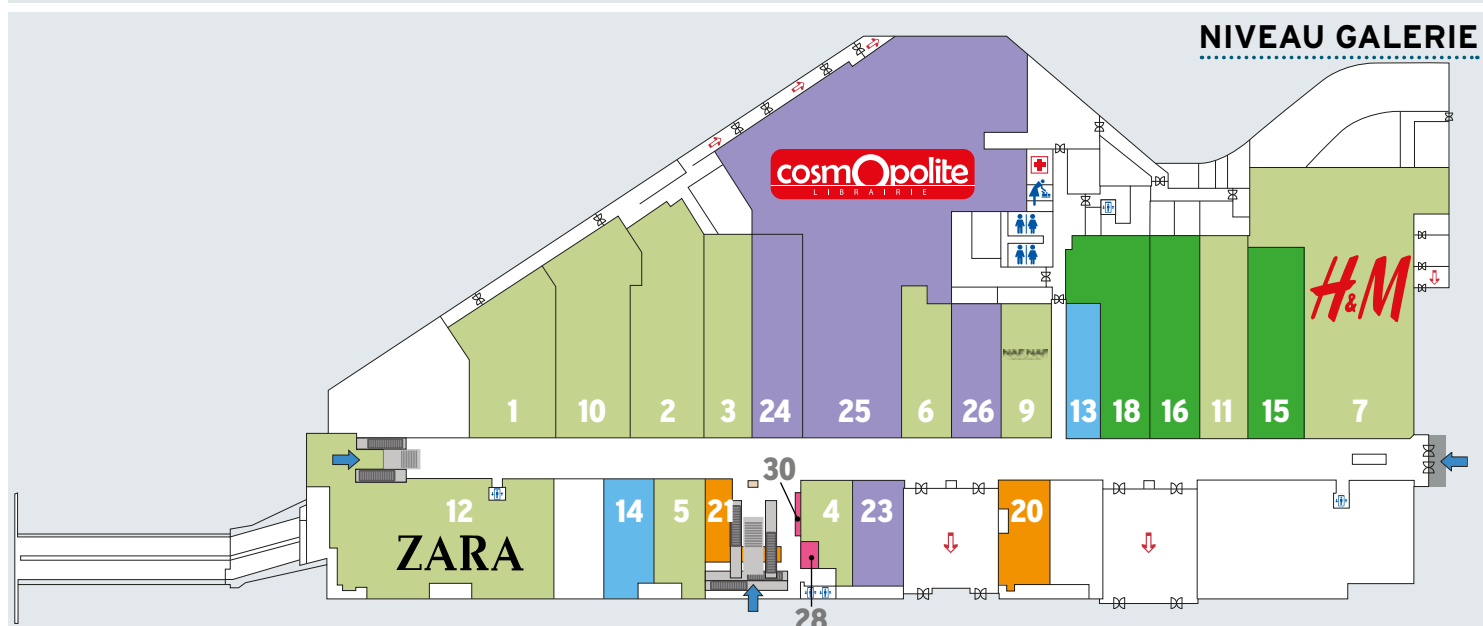 NIVEAU GALERIE
cosmopolite
LIBRAIRIE
H&M
NAF NAF
1 10 2 3 24 25 6 26 9 13 18 16 11 15 7
30
12 14 5 21 4 23 20
ZARA
28